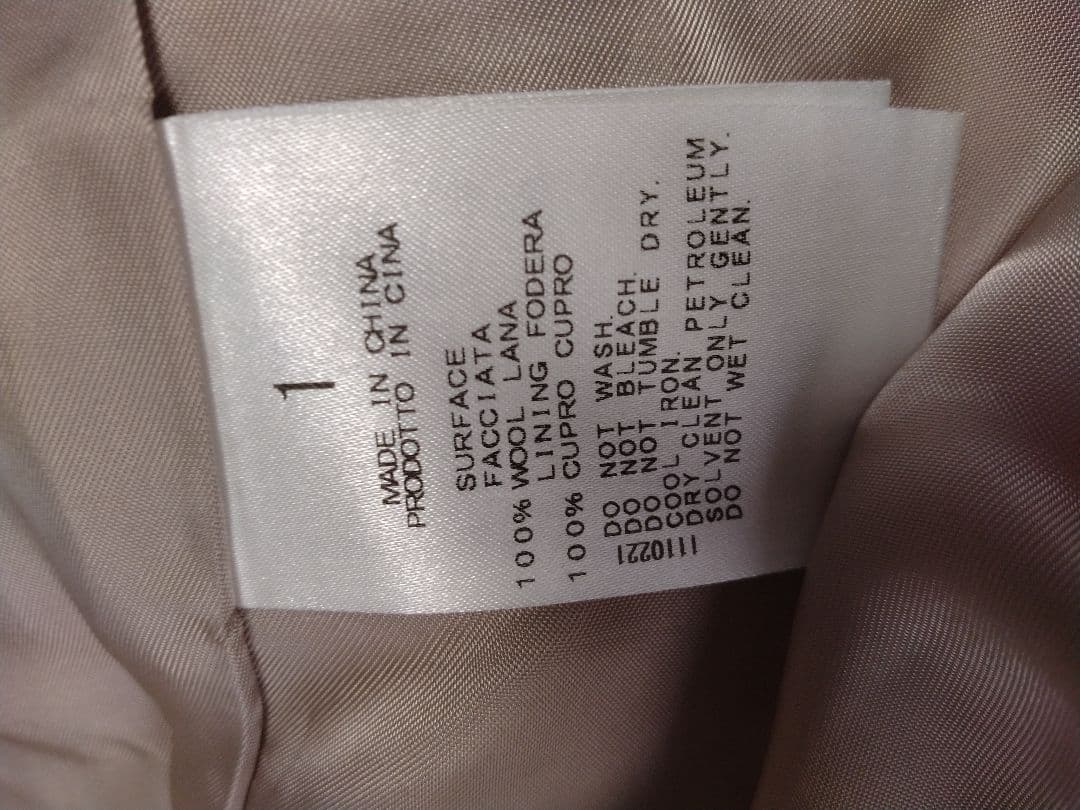 1
MADE IN CHINA
PRODOTTO IN CINA
SURFACE
FACCIATA
100% WOOL LANA
LINING FODERA
100% CUPRO CUPRO
DO NOT WASH.
DO NOT BLEACH.
DO NOT TUMBLE DRY.
COOL IRON.
DRY CLEAN PETROLEUM
SOLVENT ONLY GENTLY.
DO NOT WET CLEAN.
1110221